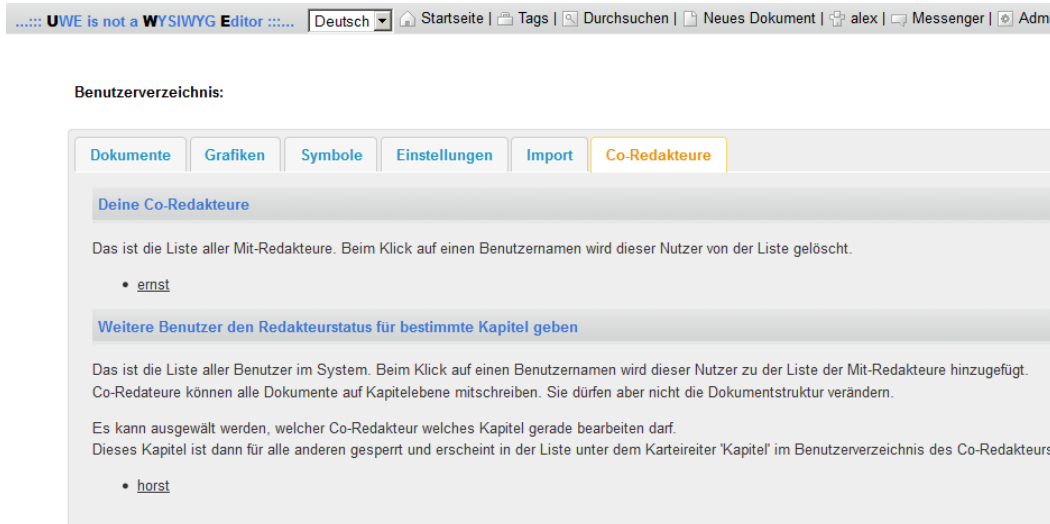 ...::: UWE is not a WYSIWYG Editor :::... Deutsch Startseite | Tags | Durchsuchen | Neues Dokument | alex | Messenger | Adm
Benutzerverzeichnis:
Dokumente Grafiken Symbole Einstellungen Import Co-Redakteure
Deine Co-Redakteure
Das ist die Liste aller Mit-Redakteure. Beim Klick auf einen Benutzernamen wird dieser Nutzer von der Liste gelöscht.
• ernst
Weitere Benutzer den Redakteurstatus für bestimmte Kapitel geben
Das ist die Liste aller Benutzer im System. Beim Klick auf einen Benutzernamen wird dieser Nutzer zu der Liste der Mit-Redakteure hinzugefügt.
Co-Redateure können alle Dokumente auf Kapitelebene mitschreiben. Sie dürfen aber nicht die Dokumentstruktur verändern.
Es kann ausgewält werden, welcher Co-Redakteur welches Kapitel gerade bearbeiten darf.
Dieses Kapitel ist dann für alle anderen gesperrt und erscheint in der Liste unter dem Karteireiter 'Kapitel' im Benutzerverzeichnis des Co-Redakteurs
• horst